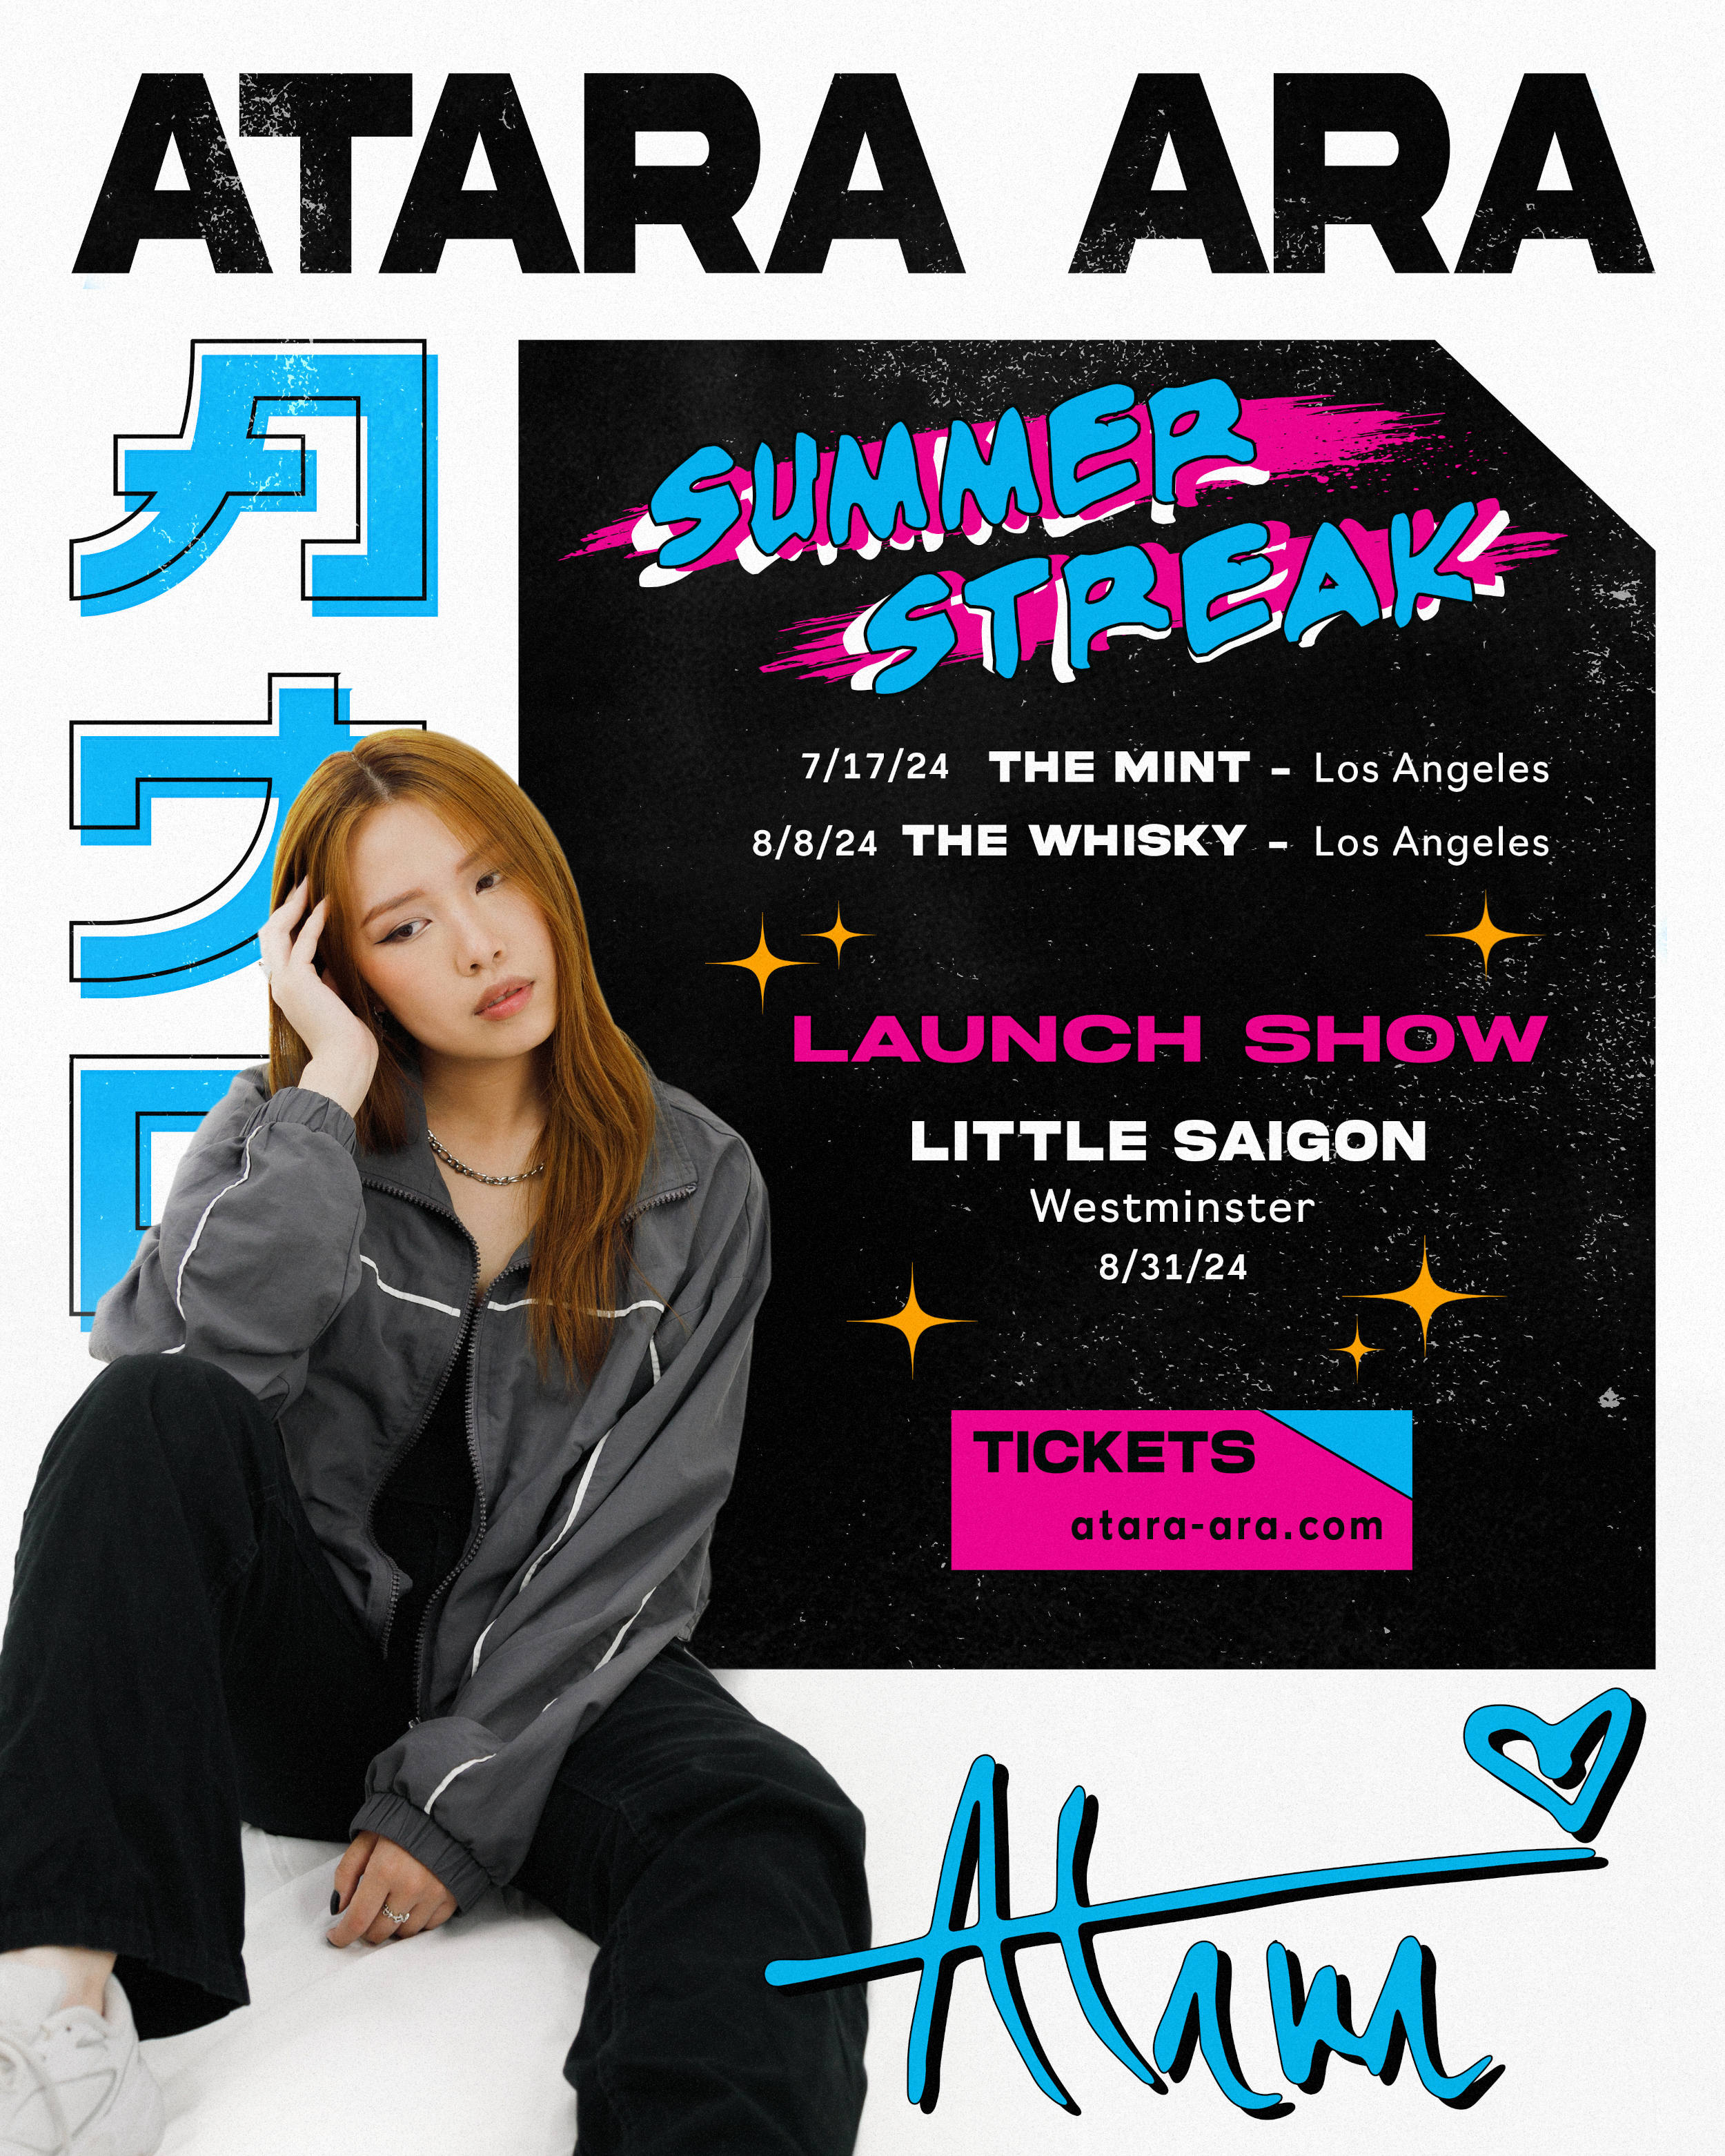 ATARA ARA
SUMMER
STREAK
7/17/24 THE MINT – Los Angeles
8/8/24 THE WHISKY – Los Angeles
LAUNCH SHOW
LITTLE SAIGON
Westminster
8/31/24
TICKETS
atara-ara.com
Atara